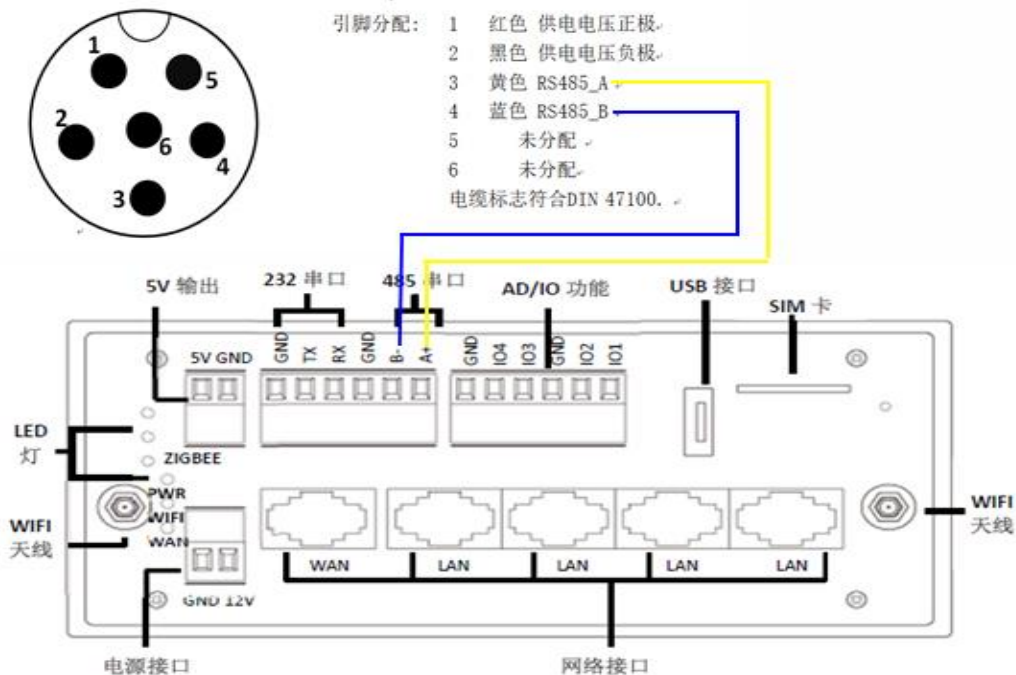 引脚分配: 1 红色 供电电压正极
2 黑色 供电电压负极
3 黄色 RS485_A
4 蓝色 RS485_B
5 未分配
6 未分配
电缆标志符合DIN 47100.
1
5
2
6
4
3
5V 输出
232 串口
485 串口
AD/IO 功能
USB 接口
SIM 卡
5V GND
GND TX RX GND B- A+
GND IO4 IO3 GND IO2 IO1
LED
灯
ZIGBEE
PWR
WIFI
WAN
WIFI
天线
WIFI
天线
WAN LAN LAN LAN LAN
GND 12V
电源接口
网络接口